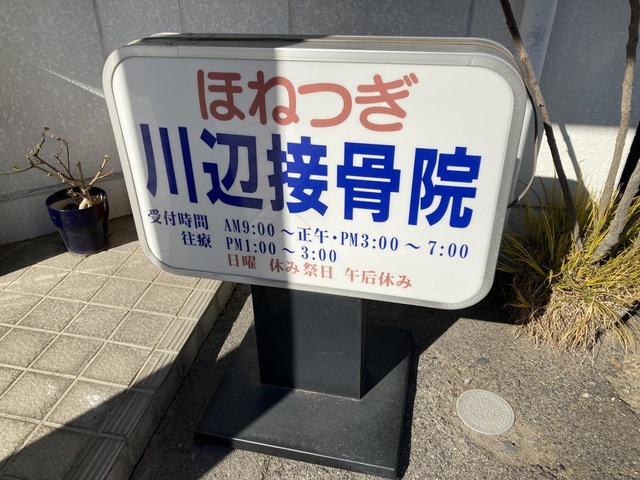 ほねつぎ
川辺接骨院
受付時間 AM9:00～正午・PM3:00～7:00
往療 PM1:00～3:00
日曜 休み祭日 午后休み